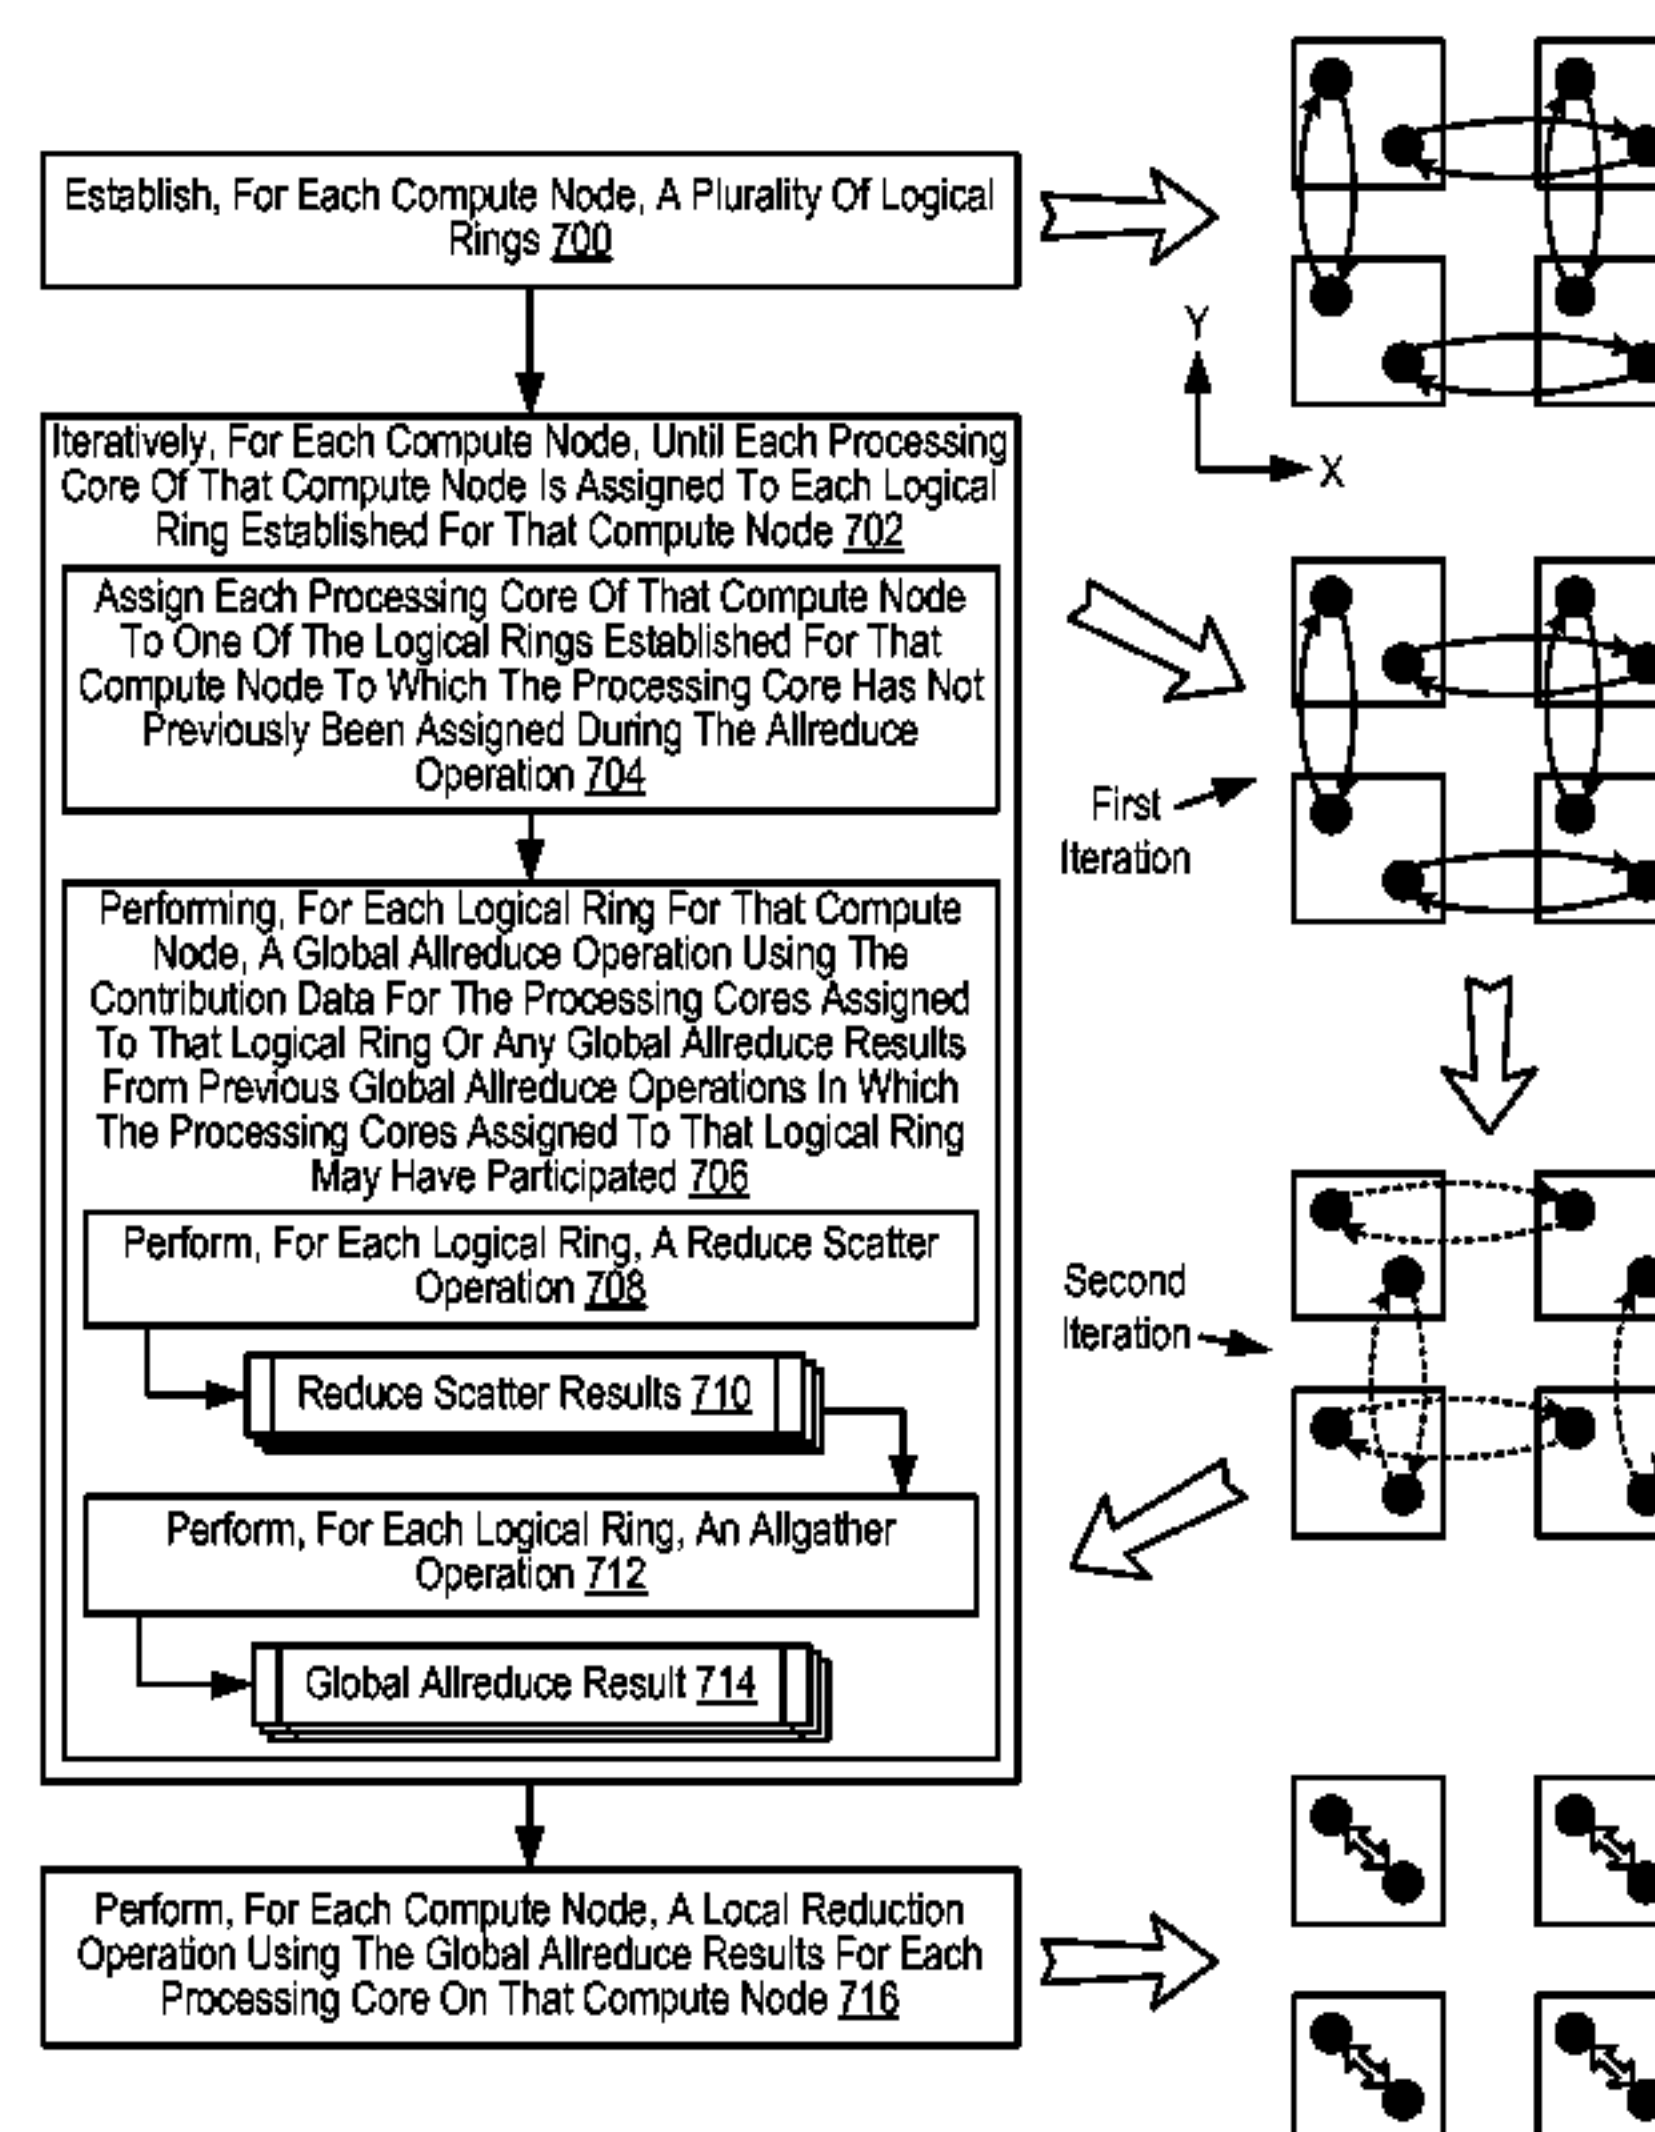 Establish, For Each Compute Node, A Plurality Of Logical
Rings 700
Iteratively, For Each Compute Node, Until Each Processing
Core Of That Compute Node Is Assigned To Each Logical
Ring Established For That Compute Node 702
Assign Each Processing Core Of That Compute Node
To One Of The Logical Rings Established For That
Compute Node To Which The Processing Core Has Not
Previously Been Assigned During The Allreduce
Operation 704
Performing, For Each Logical Ring For That Compute
Node, A Global Allreduce Operation Using The
Contribution Data For The Processing Cores Assigned
To That Logical Ring Or Any Global Allreduce Results
From Previous Global Allreduce Operations In Which
The Processing Cores Assigned To That Logical Ring
May Have Participated 706
Perform, For Each Logical Ring, A Reduce Scatter
Operation 708
Reduce Scatter Results 710
Perform, For Each Logical Ring, An Allgather
Operation 712
Global Allreduce Result 714
Perform, For Each Compute Node, A Local Reduction
Operation Using The Global Allreduce Results For Each
Processing Core On That Compute Node 716
Y
X
First
Iteration
Second
Iteration